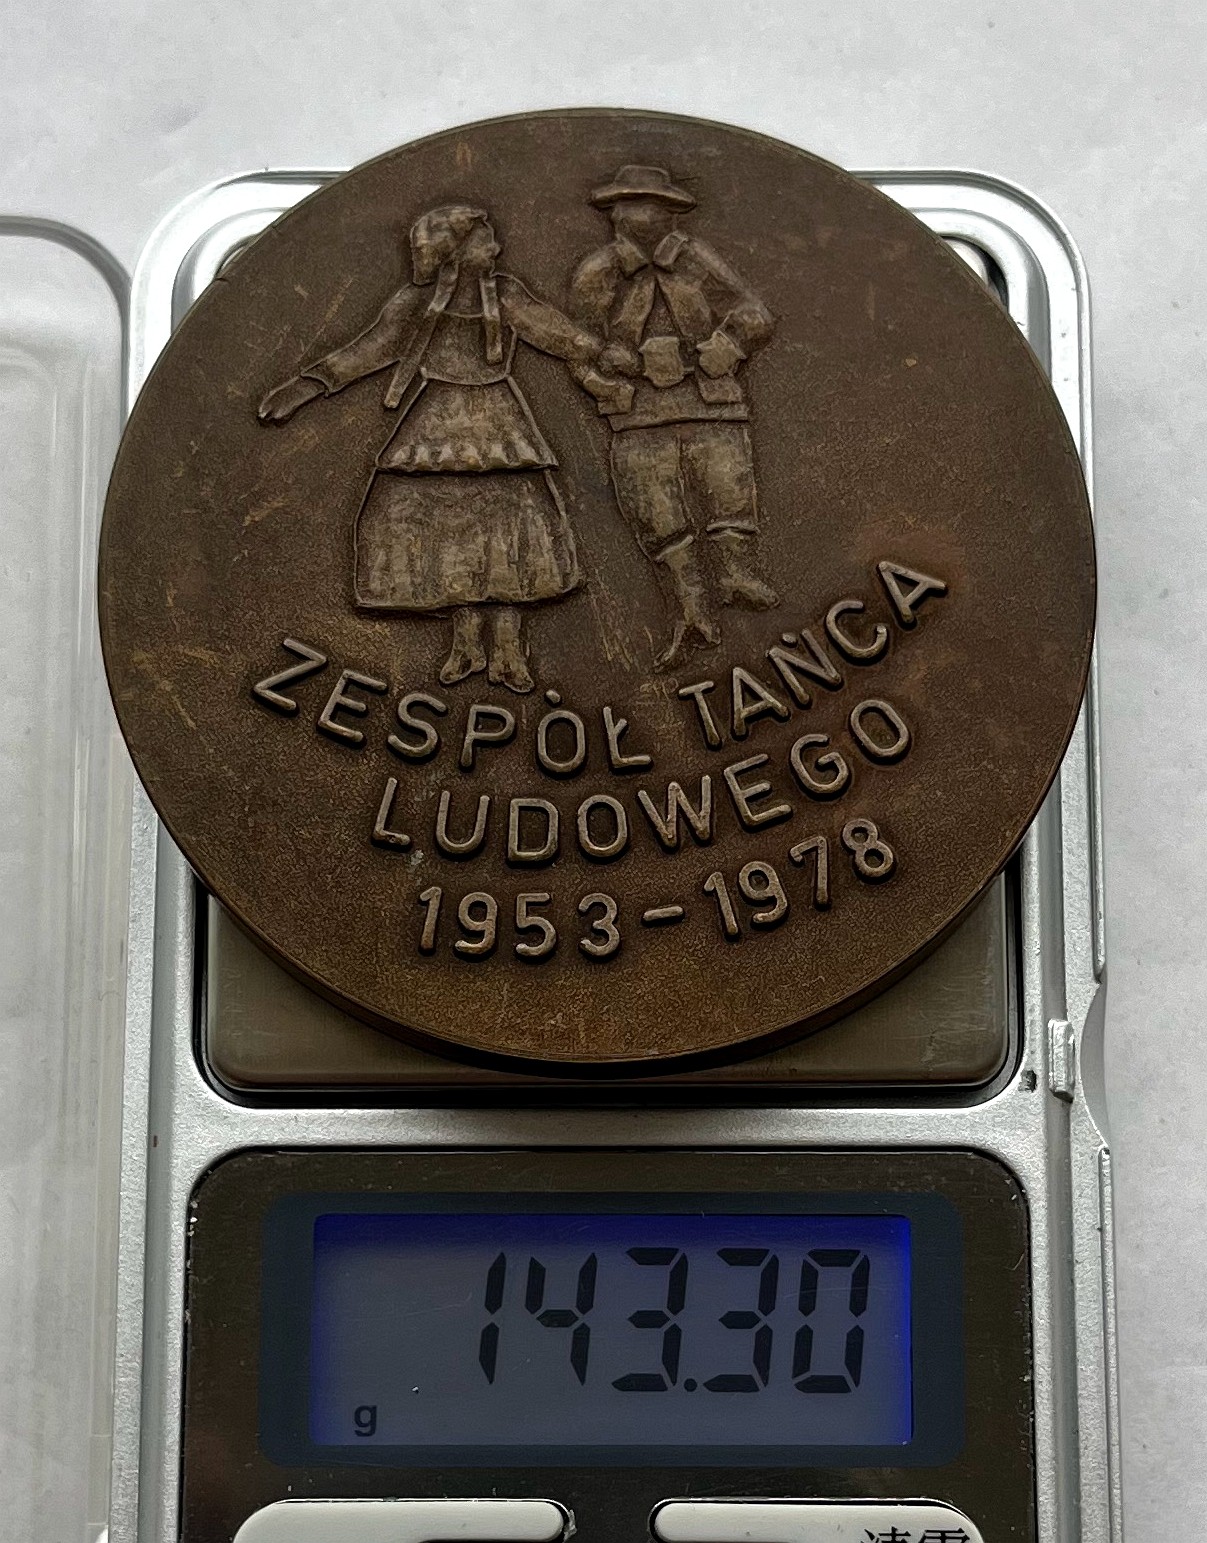 ZESPÓŁ TAŃCA
LUDOWEGO
1953-1978
143.30
g